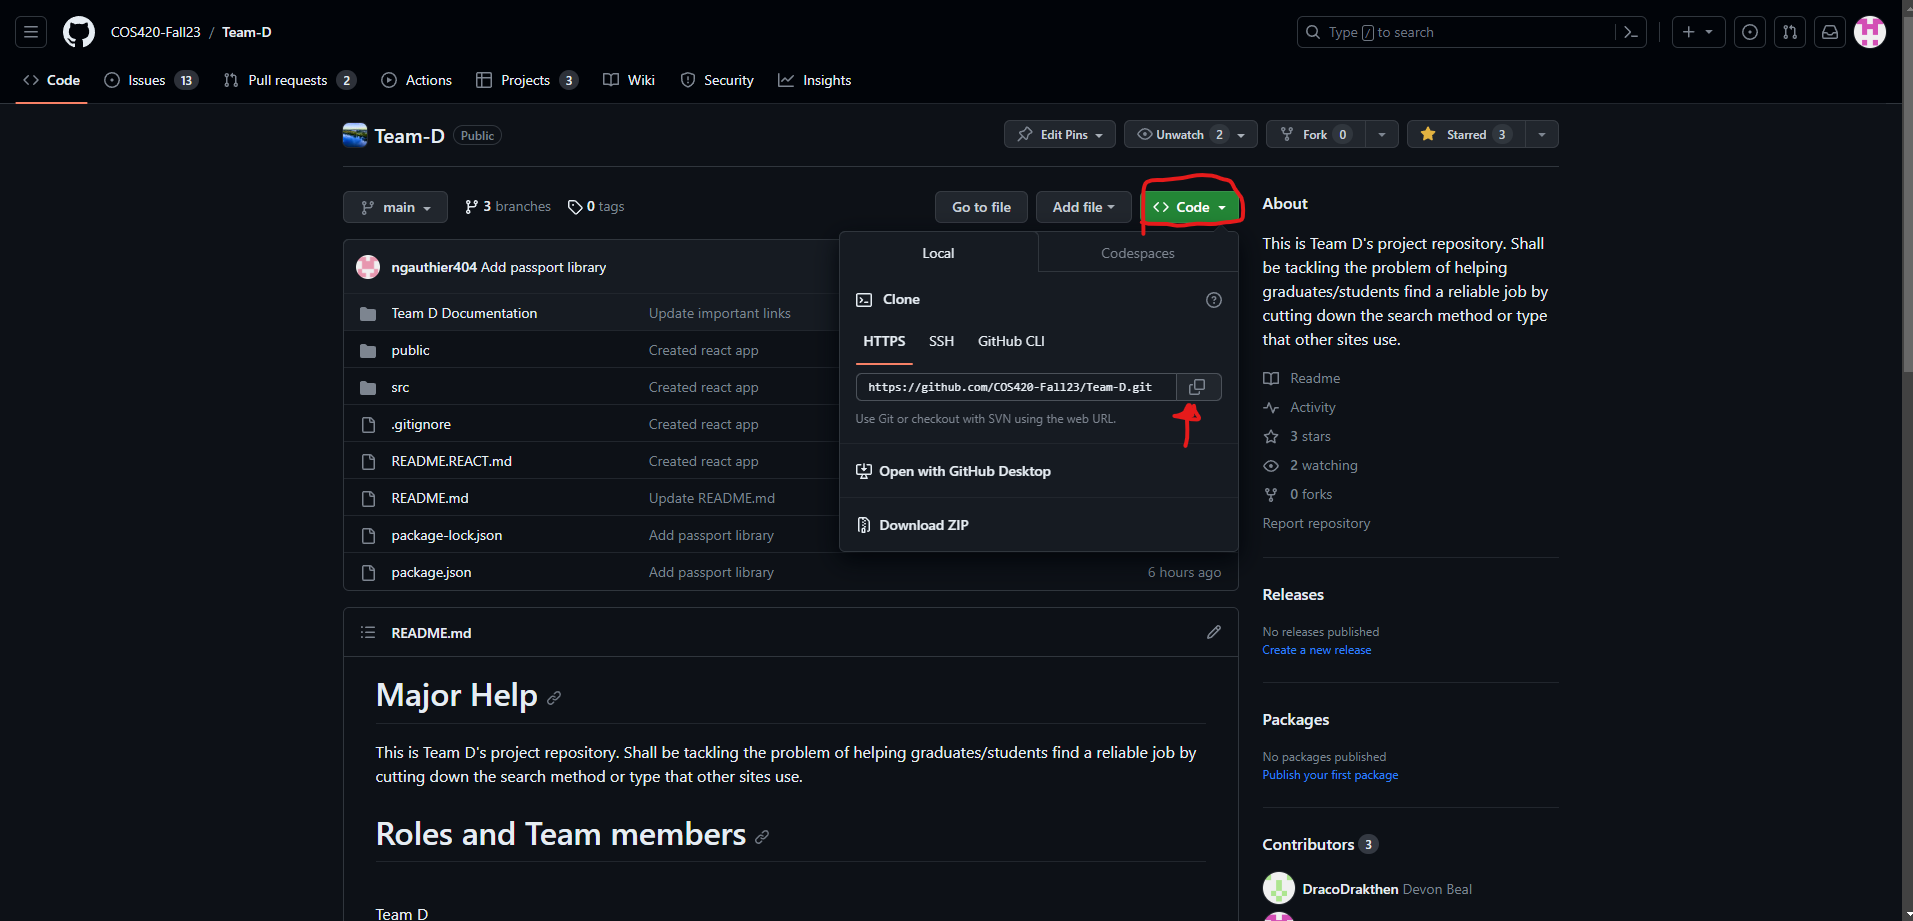 COS420-Fall23 / Team-D
Type / to search
Code
Issues 13
Pull requests 2
Actions
Projects 3
Wiki
Security
Insights
Team-D Public
Edit Pins
Unwatch 2
Fork 0
Starred 3
main
3 branches
0 tags
Go to file
Add file
<> Code
Local
Codespaces
Clone
HTTPS
SSH
GitHub CLI
https://github.com/COS420-Fall23/Team-D.git
Use Git or checkout with SVN using the web URL.
Open with GitHub Desktop
Download ZIP
ngauthier404 Add passport library
Team D Documentation Update important links
public Created react app
src Created react app
.gitignore Created react app
README.REACT.md Created react app
README.md Update README.md
package-lock.json Add passport library
package.json Add passport library 6 hours ago
README.md
Major Help
This is Team D's project repository. Shall be tackling the problem of helping graduates/students find a reliable job by
cutting down the search method or type that other sites use.
Roles and Team members
Team D
About
This is Team D's project repository. Shall
be tackling the problem of helping
graduates/students find a reliable job by
cutting down the search method or type
that other sites use.
Readme
Activity
3 stars
2 watching
0 forks
Report repository
Releases
No releases published
Create a new release
Packages
No packages published
Publish your first package
Contributors 3
DracoDrakthen Devon Beal